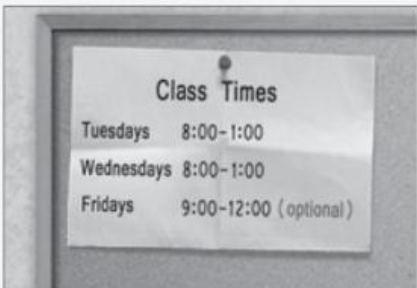 Class Times
Tuesdays 8:00-1:00
Wednesdays 8:00-1:00
Fridays 9:00-12:00 (optional)